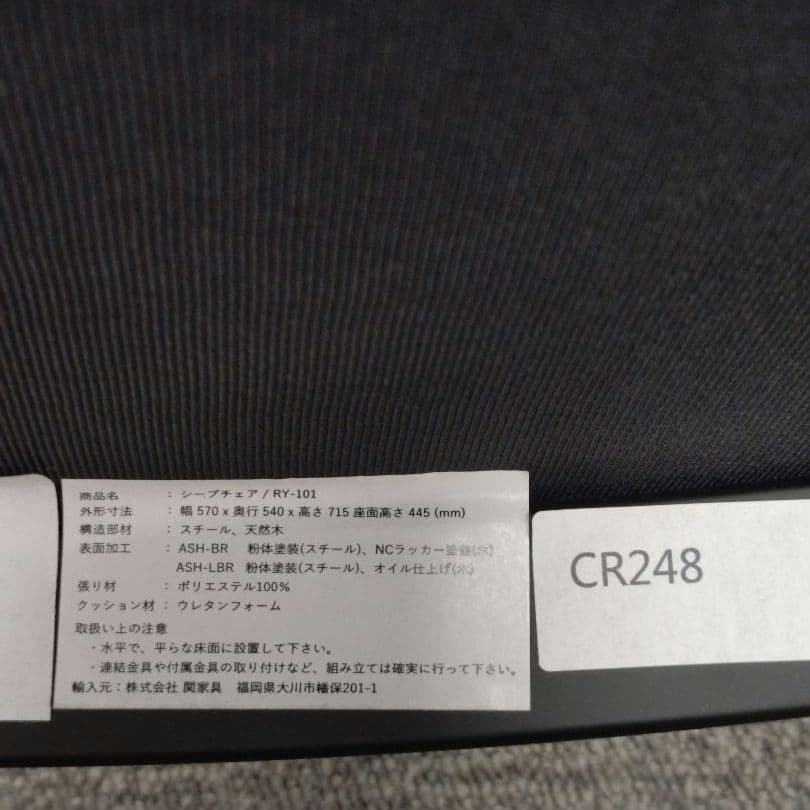 商品名 : シープチェア / RY-101
外形寸法 : 幅 570 x 奥行 540 x 高さ 715 座面高さ 445 (mm)
構造部材 : スチール、天然木
表面加工 : ASH-BR 粉体塗装(スチール)、NCラッカー塗装(木)
ASH-LBR 粉体塗装(スチール)、オイル仕上げ(木)
張り材 : ポリエステル100%
クッション材 : ウレタンフォーム
取扱い上の注意
・水平で、平らな床面に設置して下さい。
・連結金具や付属金具の取り付けなど、組み立ては確実に行って下さい。
輸入元：株式会社 関家具 福岡県大川市幡保201-1
CR248